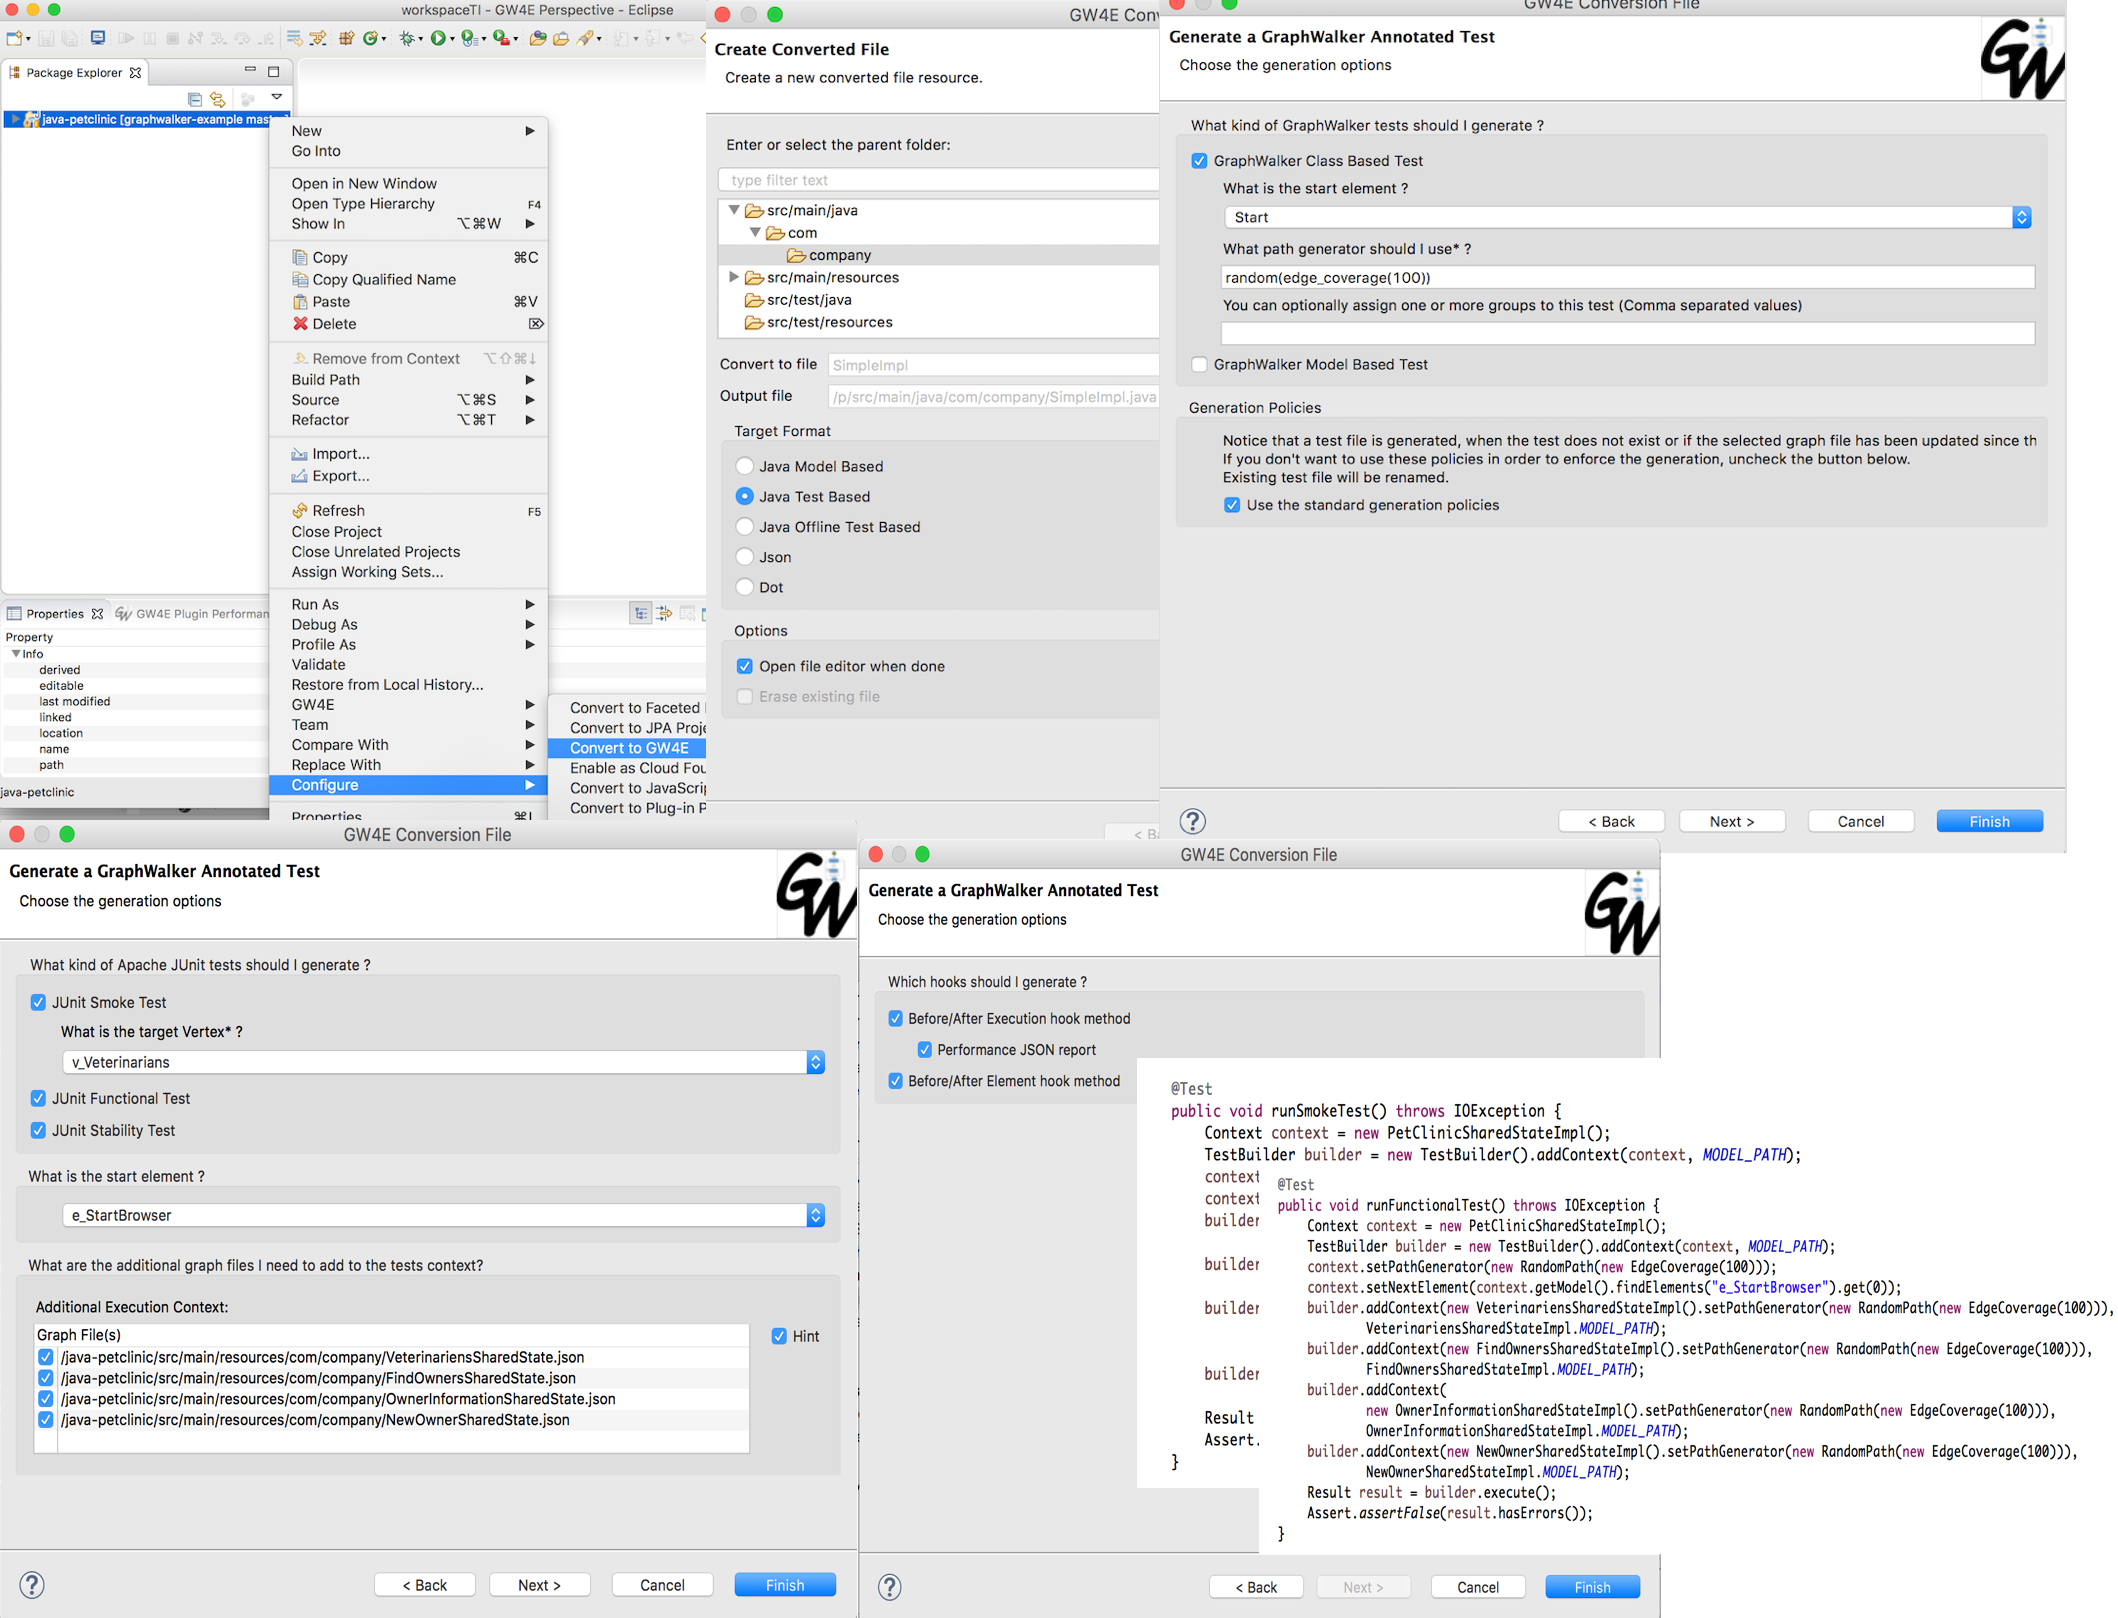 workspaceTI - GW4E Perspective - Eclipse
Package Explorer
java-petclinic [graphwalker-example
New
Go Into
Open in New Window
Open Type Hierarchy F4
Show In ⌥⌘W
Copy ⌘C
Copy Qualified Name
Paste ⌘V
Delete ⌦
Remove from Context ⌥⇧⌘↓
Build Path
Source ⌥⌘S
Refactor ⌥⌘T
Import...
Export...
Refresh F5
Close Project
Close Unrelated Projects
Assign Working Sets...
Run As
Debug As
Profile As
Validate
Restore from Local History...
GW4E
Team
Compare With
Replace With
Configure
Properties ⌘I
Convert to Faceted
Convert to JPA
Convert to GW4E
Enable as Cloud
Convert to
Convert to Plug-in
Properties
GW4E Plugin
Property
Info
derived
editable
last modified
linked
location
name
path
java-petclinic
GW4E
Create Converted File
Create a new converted file resource.
Enter or select the parent folder:
type filter text
src/main/java
com
company
src/main/resources
src/test/java
src/test/resources
Convert to file SimpleImpl
Output file /p/src/main/java/com/company/SimpleImpl.java
Target Format
Java Model Based
Java Test Based
Java Offline Test Based
Json
Dot
Options
Open file editor when done
Erase existing file
GW4E Conversion File
Generate a GraphWalker Annotated Test
Choose the generation options
GW
What kind of GraphWalker tests should I generate ?
GraphWalker Class Based Test
What is the start element ?
Start
What path generator should I use* ?
random(edge_coverage(100))
You can optionally assign one or more groups to this test (Comma separated values)
GraphWalker Model Based Test
Generation Policies
Notice that a test file is generated, when the test does not exist or if the selected graph file has been updated since
If you don't want to use these policies in order to enforce the generation, uncheck the button below.
Existing test file will be renamed.
Use the standard generation policies
? < Back Next > Cancel Finish
GW4E Conversion File
Generate a GraphWalker Annotated Test
Choose the generation options
GW
What kind of Apache JUnit tests should I generate ?
JUnit Smoke Test
What is the target Vertex* ?
v_Veterinarians
JUnit Functional Test
JUnit Stability Test
What is the start element ?
e_StartBrowser
What are the additional graph files I need to add to the tests context?
Additional Execution Context:
Graph File(s)
Hint
/java-petclinic/src/main/resources/com/company/VeterinariensSharedState.json
/java-petclinic/src/main/resources/com/company/FindOwnersSharedState.json
/java-petclinic/src/main/resources/com/company/OwnerInformationSharedState.json
/java-petclinic/src/main/resources/com/company/NewOwnerSharedState.json
? < Back Next > Cancel Finish
GW4E Conversion File
Generate a GraphWalker Annotated Test
Choose the generation options
GW
Which hooks should I generate ?
Before/After Execution hook method
Performance JSON report
Before/After Element hook method
@Test
public void runSmokeTest() throws IOException {
Context context = new PetClinicSharedStateImpl();
TestBuilder builder = new TestBuilder().addContext(context, MODEL_PATH);
context
context
builder
builder
builder
builder
Result
Assert.
}
@Test
public void runFunctionalTest() throws IOException {
Context context = new PetClinicSharedStateImpl();
TestBuilder builder = new TestBuilder().addContext(context, MODEL_PATH);
context.setPathGenerator(new RandomPath(new EdgeCoverage(100)));
context.setNextElement(context.getModel().findElements("e_StartBrowser").get(0));
builder.addContext(new VeterinariensSharedStateImpl().setPathGenerator(new RandomPath(new EdgeCoverage(100))),
VeterinariensSharedStateImpl.MODEL_PATH);
builder.addContext(new FindOwnersSharedStateImpl().setPathGenerator(new RandomPath(new EdgeCoverage(100))),
FindOwnersSharedStateImpl.MODEL_PATH);
builder.addContext(
new OwnerInformationSharedStateImpl().setPathGenerator(new RandomPath(new EdgeCoverage(100))),
OwnerInformationSharedStateImpl.MODEL_PATH);
builder.addContext(new NewOwnerSharedStateImpl().setPathGenerator(new RandomPath(new EdgeCoverage(100))),
NewOwnerSharedStateImpl.MODEL_PATH);
Result result = builder.execute();
Assert.assertFalse(result.hasErrors());
}
? < Back Next > Cancel Finish